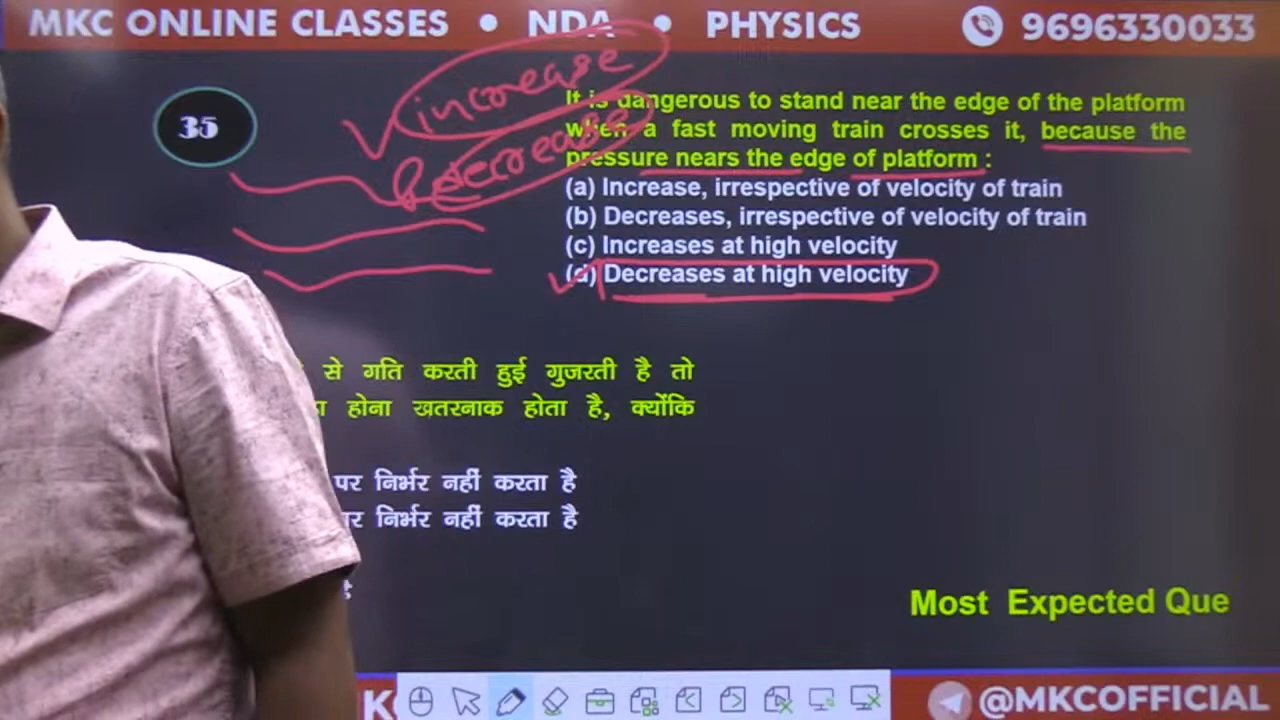 MKC ONLINE CLASSES • NDA • PHYSICS 9696330033
35
increase
decrease
It is dangerous to stand near the edge of the platform
when a fast moving train crosses it, because the
pressure nears the edge of platform :
(a) Increase, irrespective of velocity of train
(b) Decreases, irrespective of velocity of train
(c) Increases at high velocity
(d) Decreases at high velocity
से गति करती हुई गुजरती है तो
होना खतरनाक होता है, क्योंकि
पर निर्भर नहीं करता है
निर्भर नहीं करता है
Most Expected Que
@MKCOFFICIAL